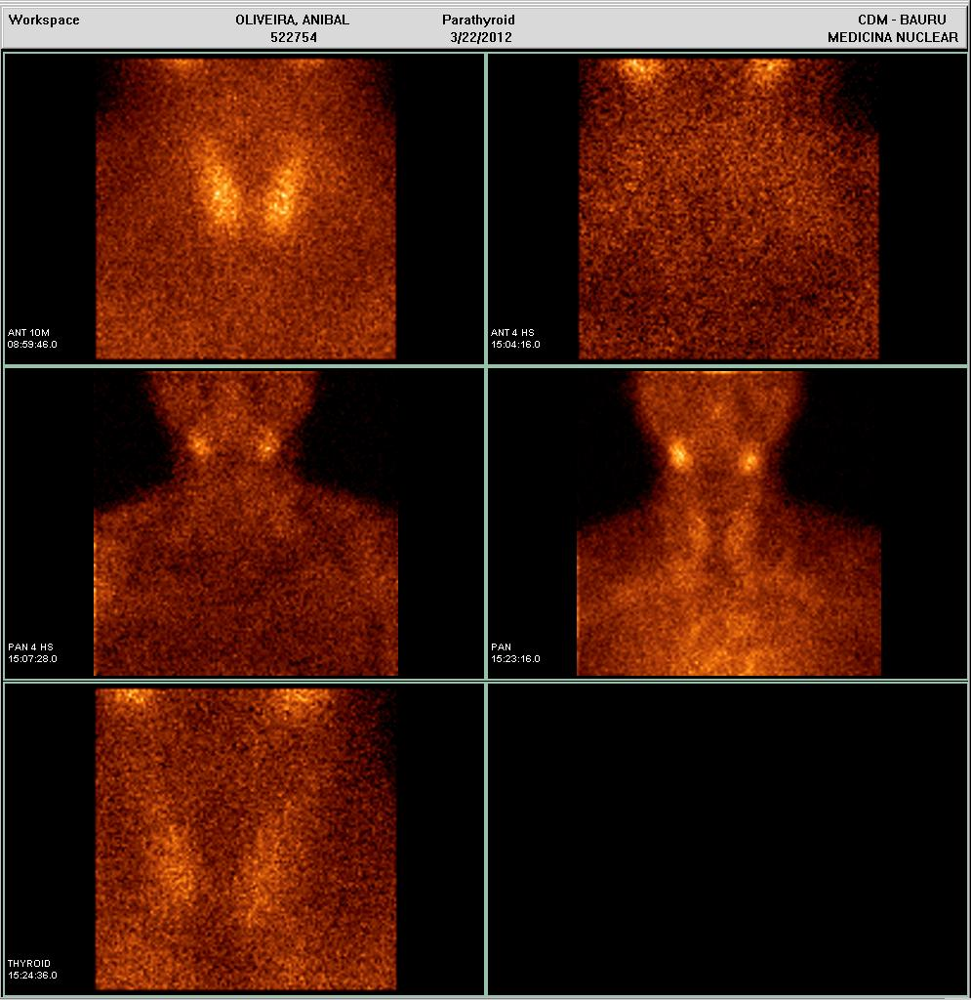 Workspace OLIVEIRA, ANIBAL Parathyroid CDM - BAURU
522754 3/22/2012 MEDICINA NUCLEAR
ANT 10M
08:59:46.0
ANT 4 HS
15:04:16.0
PAN 4 HS
15:07:28.0
PAN
15:23:16.0
THYROID
15:24:36.0